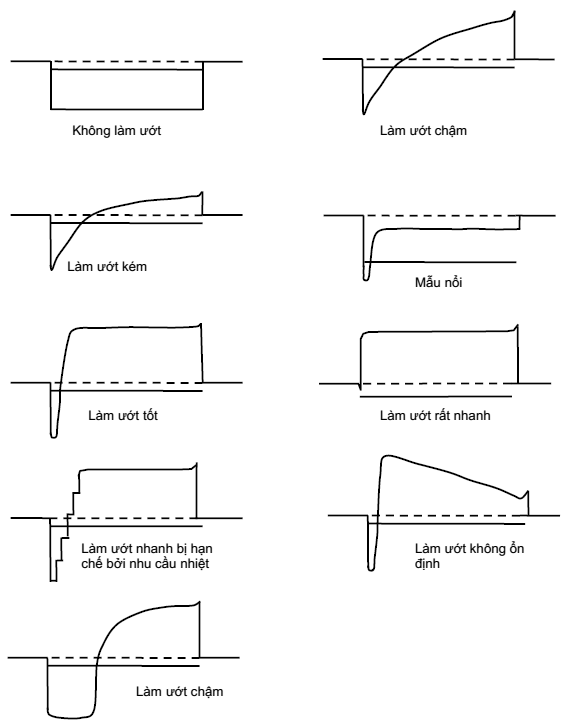 Không làm ướt
Làm ướt chậm
Làm ướt kém
Mẫu nổi
Làm ướt tốt
Làm ướt rất nhanh
Làm ướt nhanh bị hạn
chế bởi nhu cầu nhiệt
Làm ướt không ổn
định
Làm ướt chậm